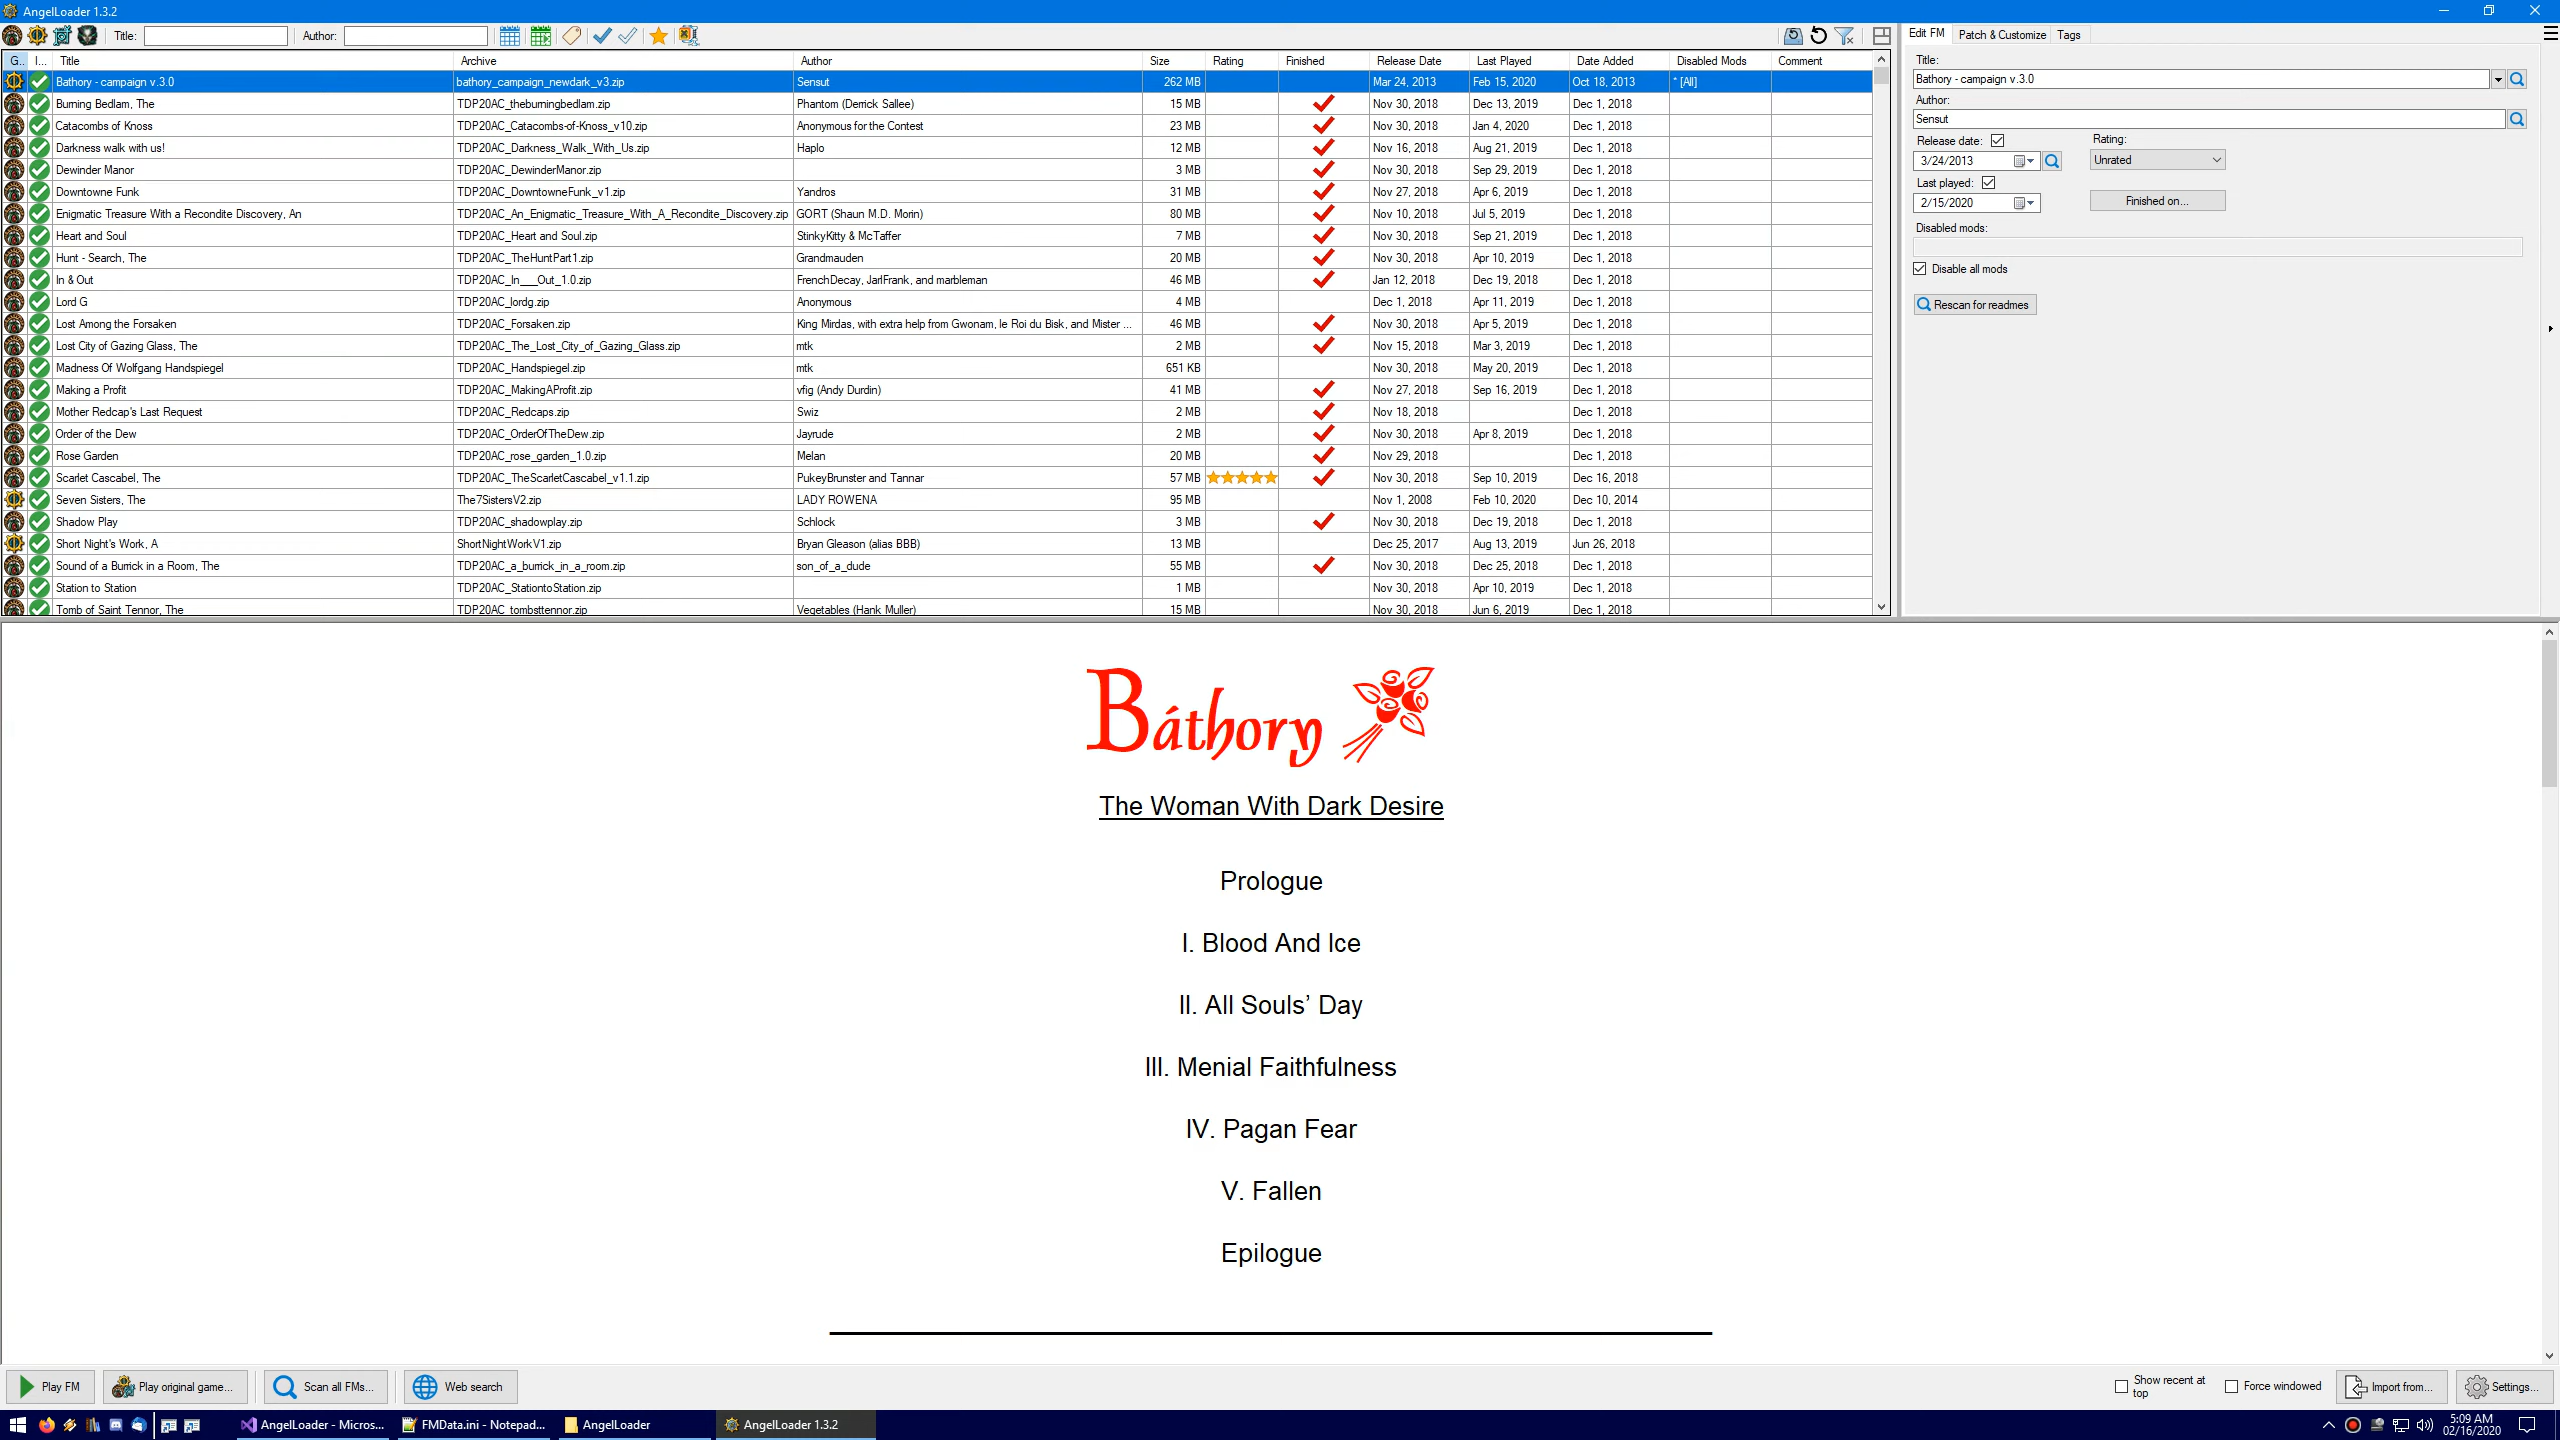 AngelLoader 1.3.2
Title: Author:
G... I... Title Archive Author Size Rating Finished Release Date Last Played Date Added Disabled Mods Comment
Bathory - campaign v.3.0 bathory_campaign_newdark_v3.zip Sensut 262 MB Mar 24, 2013 Feb 15, 2020 Oct 18, 2013 * [All]
Burning Bedlam, The TDP20AC_theburningbedlam.zip Phantom (Derrick Sallee) 15 MB Nov 30, 2018 Dec 13, 2019 Dec 1, 2018
Catacombs of Knoss TDP20AC_Catacombs-of-Knoss_v10.zip Anonymous for the Contest 23 MB Nov 30, 2018 Jan 4, 2020 Dec 1, 2018
Darkness walk with us! TDP20AC_Darkness_Walk_With_Us.zip Haplo 12 MB Nov 16, 2018 Aug 21, 2019 Dec 1, 2018
Dewinder Manor TDP20AC_DewinderManor.zip 3 MB Nov 30, 2018 Sep 29, 2019 Dec 1, 2018
Downtowne Funk TDP20AC_DowntowneFunk_v1.zip Yandros 31 MB Nov 27, 2018 Apr 6, 2019 Dec 1, 2018
Enigmatic Treasure With a Recondite Discovery, An TDP20AC_An_Enigmatic_Treasure_With_A_Recondite_Discovery.zip GORT (Shaun M.D. Morin) 80 MB Nov 10, 2018 Jul 5, 2019 Dec 1, 2018
Heart and Soul TDP20AC_Heart and Soul.zip StinkyKitty & McTaffer 7 MB Nov 30, 2018 Sep 21, 2019 Dec 1, 2018
Hunt - Search, The TDP20AC_TheHuntPart1.zip Grandmauden 20 MB Nov 30, 2018 Apr 10, 2019 Dec 1, 2018
In & Out TDP20AC_In___Out_1.0.zip FrenchDecay, JarlFrank, and marbleman 46 MB Jan 12, 2018 Dec 19, 2018 Dec 1, 2018
Lord G TDP20AC_lordg.zip Anonymous 4 MB Dec 1, 2018 Apr 11, 2019 Dec 1, 2018
Lost Among the Forsaken TDP20AC_Forsaken.zip King Mirdas, with extra help from Gwonam, le Roi du Bisk, and Mister ... 46 MB Nov 30, 2018 Apr 5, 2019 Dec 1, 2018
Lost City of Gazing Glass, The TDP20AC_The_Lost_City_of_Gazing_Glass.zip mtk 2 MB Nov 15, 2018 Mar 3, 2019 Dec 1, 2018
Madness Of Wolfgang Handspiegel TDP20AC_Handspiegel.zip mtk 651 KB Nov 30, 2018 May 20, 2019 Dec 1, 2018
Making a Profit TDP20AC_MakingAProfit.zip vfig (Andy Durdin) 41 MB Nov 27, 2018 Sep 16, 2019 Dec 1, 2018
Mother Redcap's Last Request TDP20AC_Redcaps.zip Swiz 2 MB Nov 18, 2018 Dec 1, 2018
Order of the Dew TDP20AC_OrderOfTheDew.zip Jayrude 2 MB Nov 30, 2018 Apr 8, 2019 Dec 1, 2018
Rose Garden TDP20AC_rose_garden_1.0.zip Melan 20 MB Nov 29, 2018 Dec 1, 2018
Scarlet Cascabel, The TDP20AC_TheScarletCascabel_v1.1.zip PukeyBrunster and Tannar 57 MB Nov 30, 2018 Sep 10, 2019 Dec 16, 2018
Seven Sisters, The The7SistersV2.zip LADY ROWENA 95 MB Nov 1, 2008 Feb 10, 2020 Dec 10, 2014
Shadow Play TDP20AC_shadowplay.zip Schlock 3 MB Nov 30, 2018 Dec 19, 2018 Dec 1, 2018
Short Night's Work, A ShortNightWorkV1.zip Bryan Gleason (alias BBB) 13 MB Dec 25, 2017 Aug 13, 2019 Jun 26, 2018
Sound of a Burrick in a Room, The TDP20AC_a_burrick_in_a_room.zip son_of_a_dude 55 MB Nov 30, 2018 Dec 25, 2018 Dec 1, 2018
Station to Station TDP20AC_StationtoStation.zip 1 MB Nov 30, 2018 Apr 10, 2019 Dec 1, 2018
Tomb of Saint Tennor, The TDP20AC_tombsttennor.zip Vegetables (Hank Muller) 15 MB Nov 30, 2018 Jun 6, 2019 Dec 1, 2018
Edit FM Patch & Customize Tags
Title:
Bathory - campaign v.3.0
Author:
Sensut
Release date: Rating:
3/24/2013 Unrated
Last played:
2/15/2020 Finished on...
Disabled mods:
Disable all mods
Rescan for readmes
Báthory
The Woman With Dark Desire
Prologue
I. Blood And Ice
II. All Souls’ Day
III. Menial Faithfulness
IV. Pagan Fear
V. Fallen
Epilogue
Play FM Play original game... Scan all FMs... Web search Show recent at top Force windowed Import from... Settings...
AngelLoader - Micros... FMData.ini - Notepad... AngelLoader AngelLoader 1.3.2 5:09 AM
02/16/2020